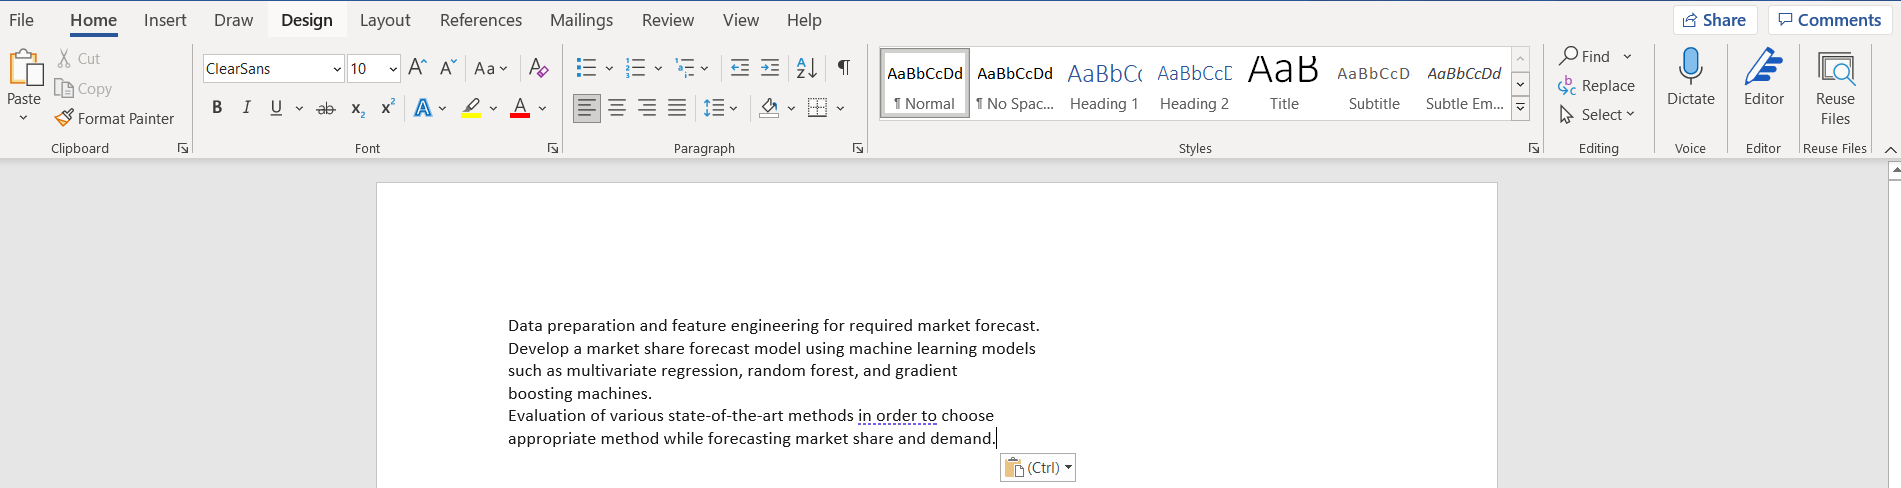 File Home Insert Draw Design Layout References Mailings Review View Help Share Comments
Paste
Cut
Copy
Format Painter
Clipboard
ClearSans 10 Aa A
B I U ab x₂ x² A A
Font
A Z ¶
Paragraph
AaBbCcDd AaBbCcDd AaBbC AaBbCcD AaB AaBbCcD AaBbCcDd
¶ Normal ¶ No Spac... Heading 1 Heading 2 Title Subtitle Subtle Em...
Styles
Find
Replace
Select
Editing
Dictate
Voice
Editor
Editor
Reuse
Files
Reuse Files
Data preparation and feature engineering for required market forecast.
Develop a market share forecast model using machine learning models
such as multivariate regression, random forest, and gradient
boosting machines.
Evaluation of various state-of-the-art methods in order to choose
appropriate method while forecasting market share and demand.
(Ctrl)